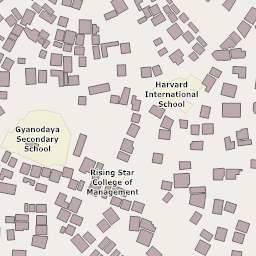 Harvard
International
School
Gyanodaya
Secondary
School
Rising Star
College of
Management